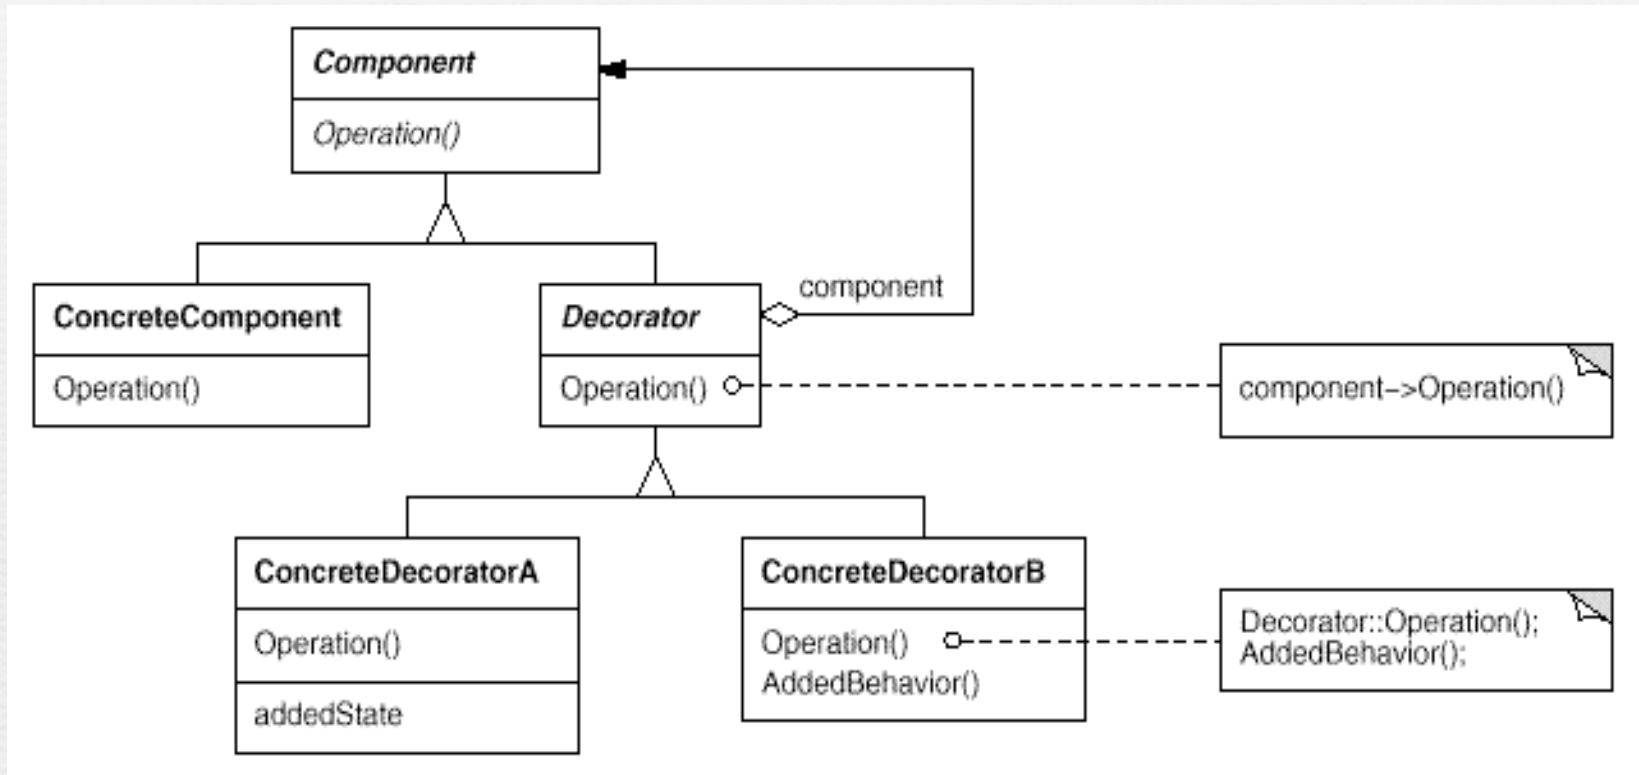 Component
Operation()
component
ConcreteComponent
Operation()
Decorator
Operation()
component–>Operation()
ConcreteDecoratorA
Operation()
addedState
ConcreteDecoratorB
Operation()
AddedBehavior()
Decorator::Operation();
AddedBehavior();